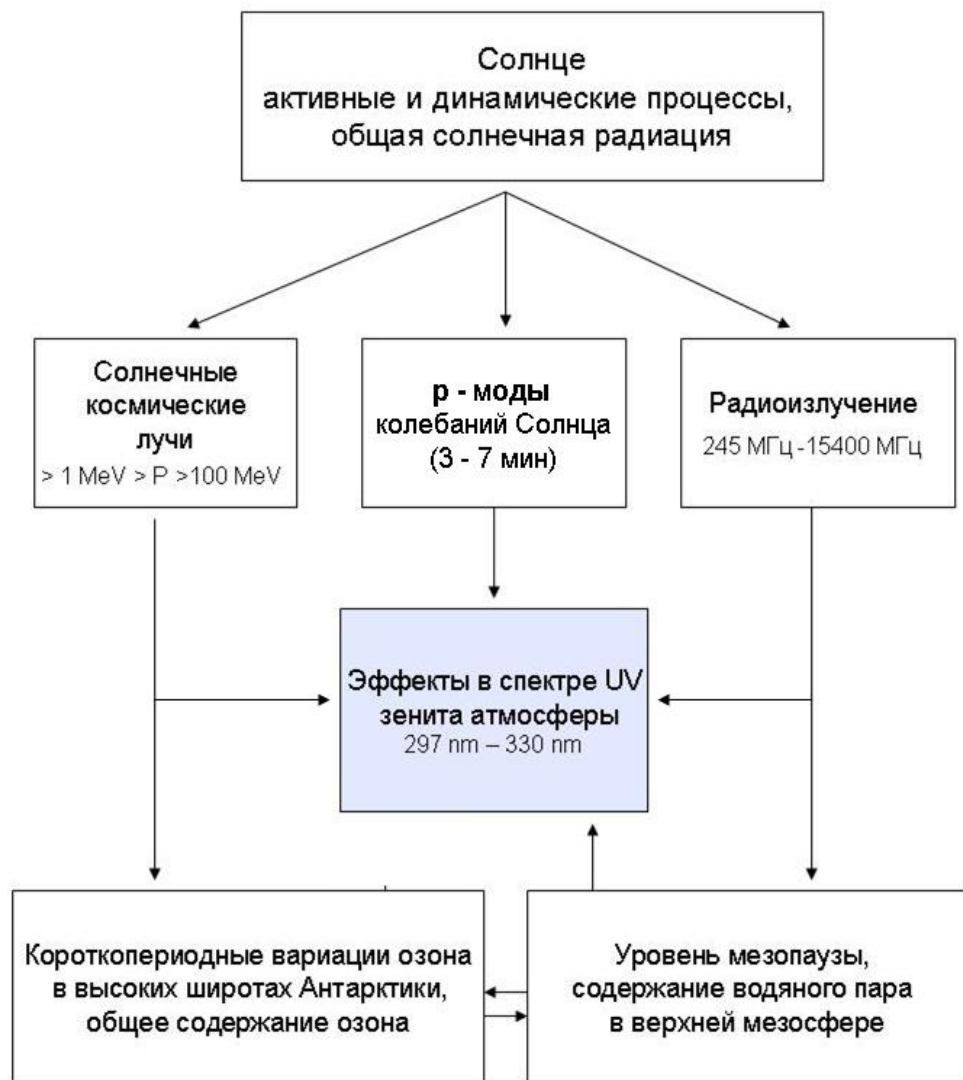 Солнце
активные и динамические процессы,
общая солнечная радиация
Солнечные
космические
лучи
> 1 MeV > P >100 MeV
р - моды
колебаний Солнца
(3 - 7 мин)
Радиоизлучение
245 МГц -15400 МГц
Эффекты в спектре UV
зенита атмосферы
297 nm – 330 nm
Короткопериодные вариации озона
в высоких широтах Антарктики,
общее содержание озона
Уровень мезопаузы,
содержание водяного пара
в верхней мезосфере